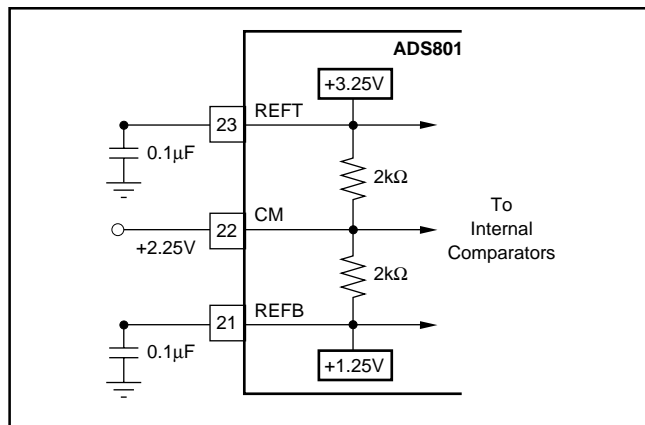 ADS801
+3.25V
REFT
23
0.1µF
2kΩ
CM
22
+2.25V
To
Internal
Comparators
2kΩ
REFB
21
0.1µF
+1.25V